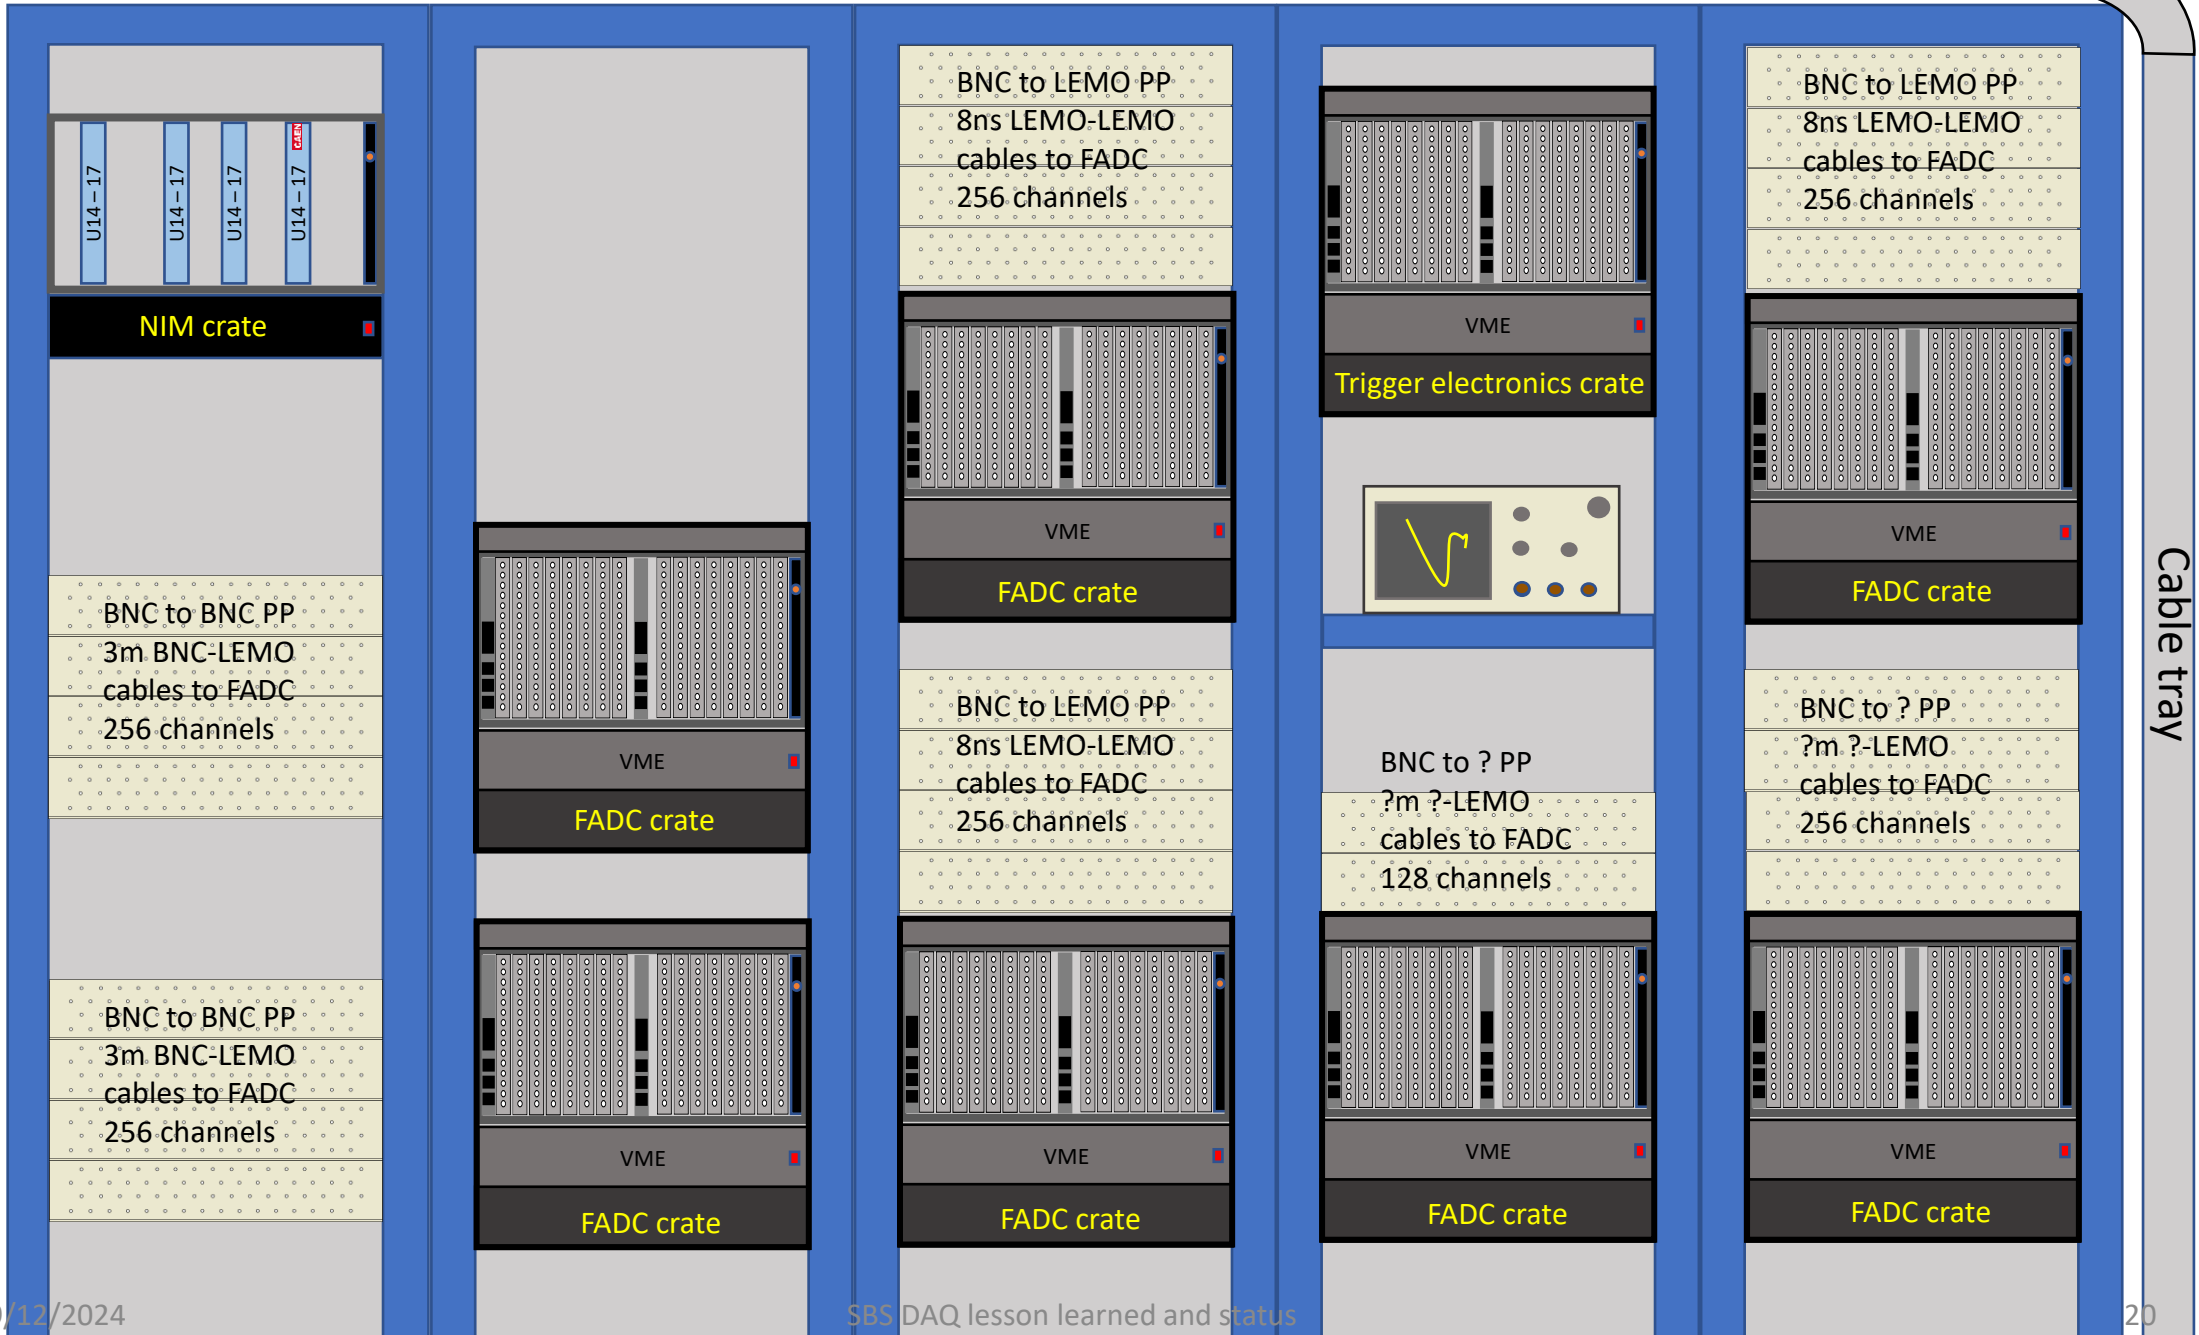 U14 – 17
U14 – 17
U14 – 17
CAEN
U14 – 17
NIM crate
BNC to BNC PP
3m BNC-LEMO
cables to FADC
256 channels
BNC to BNC PP
3m BNC-LEMO
cables to FADC
256 channels
VME
FADC crate
VME
FADC crate
BNC to LEMO PP
8ns LEMO-LEMO
cables to FADC
256 channels
VME
FADC crate
BNC to LEMO PP
8ns LEMO-LEMO
cables to FADC
256 channels
VME
FADC crate
VME
Trigger electronics crate
BNC to ? PP
?m ?-LEMO
cables to FADC
128 channels
VME
FADC crate
BNC to LEMO PP
8ns LEMO-LEMO
cables to FADC
256 channels
VME
FADC crate
BNC to ? PP
?m ?-LEMO
cables to FADC
256 channels
VME
FADC crate
Cable tray
/12/2024
SBS DAQ lesson learned and status
20